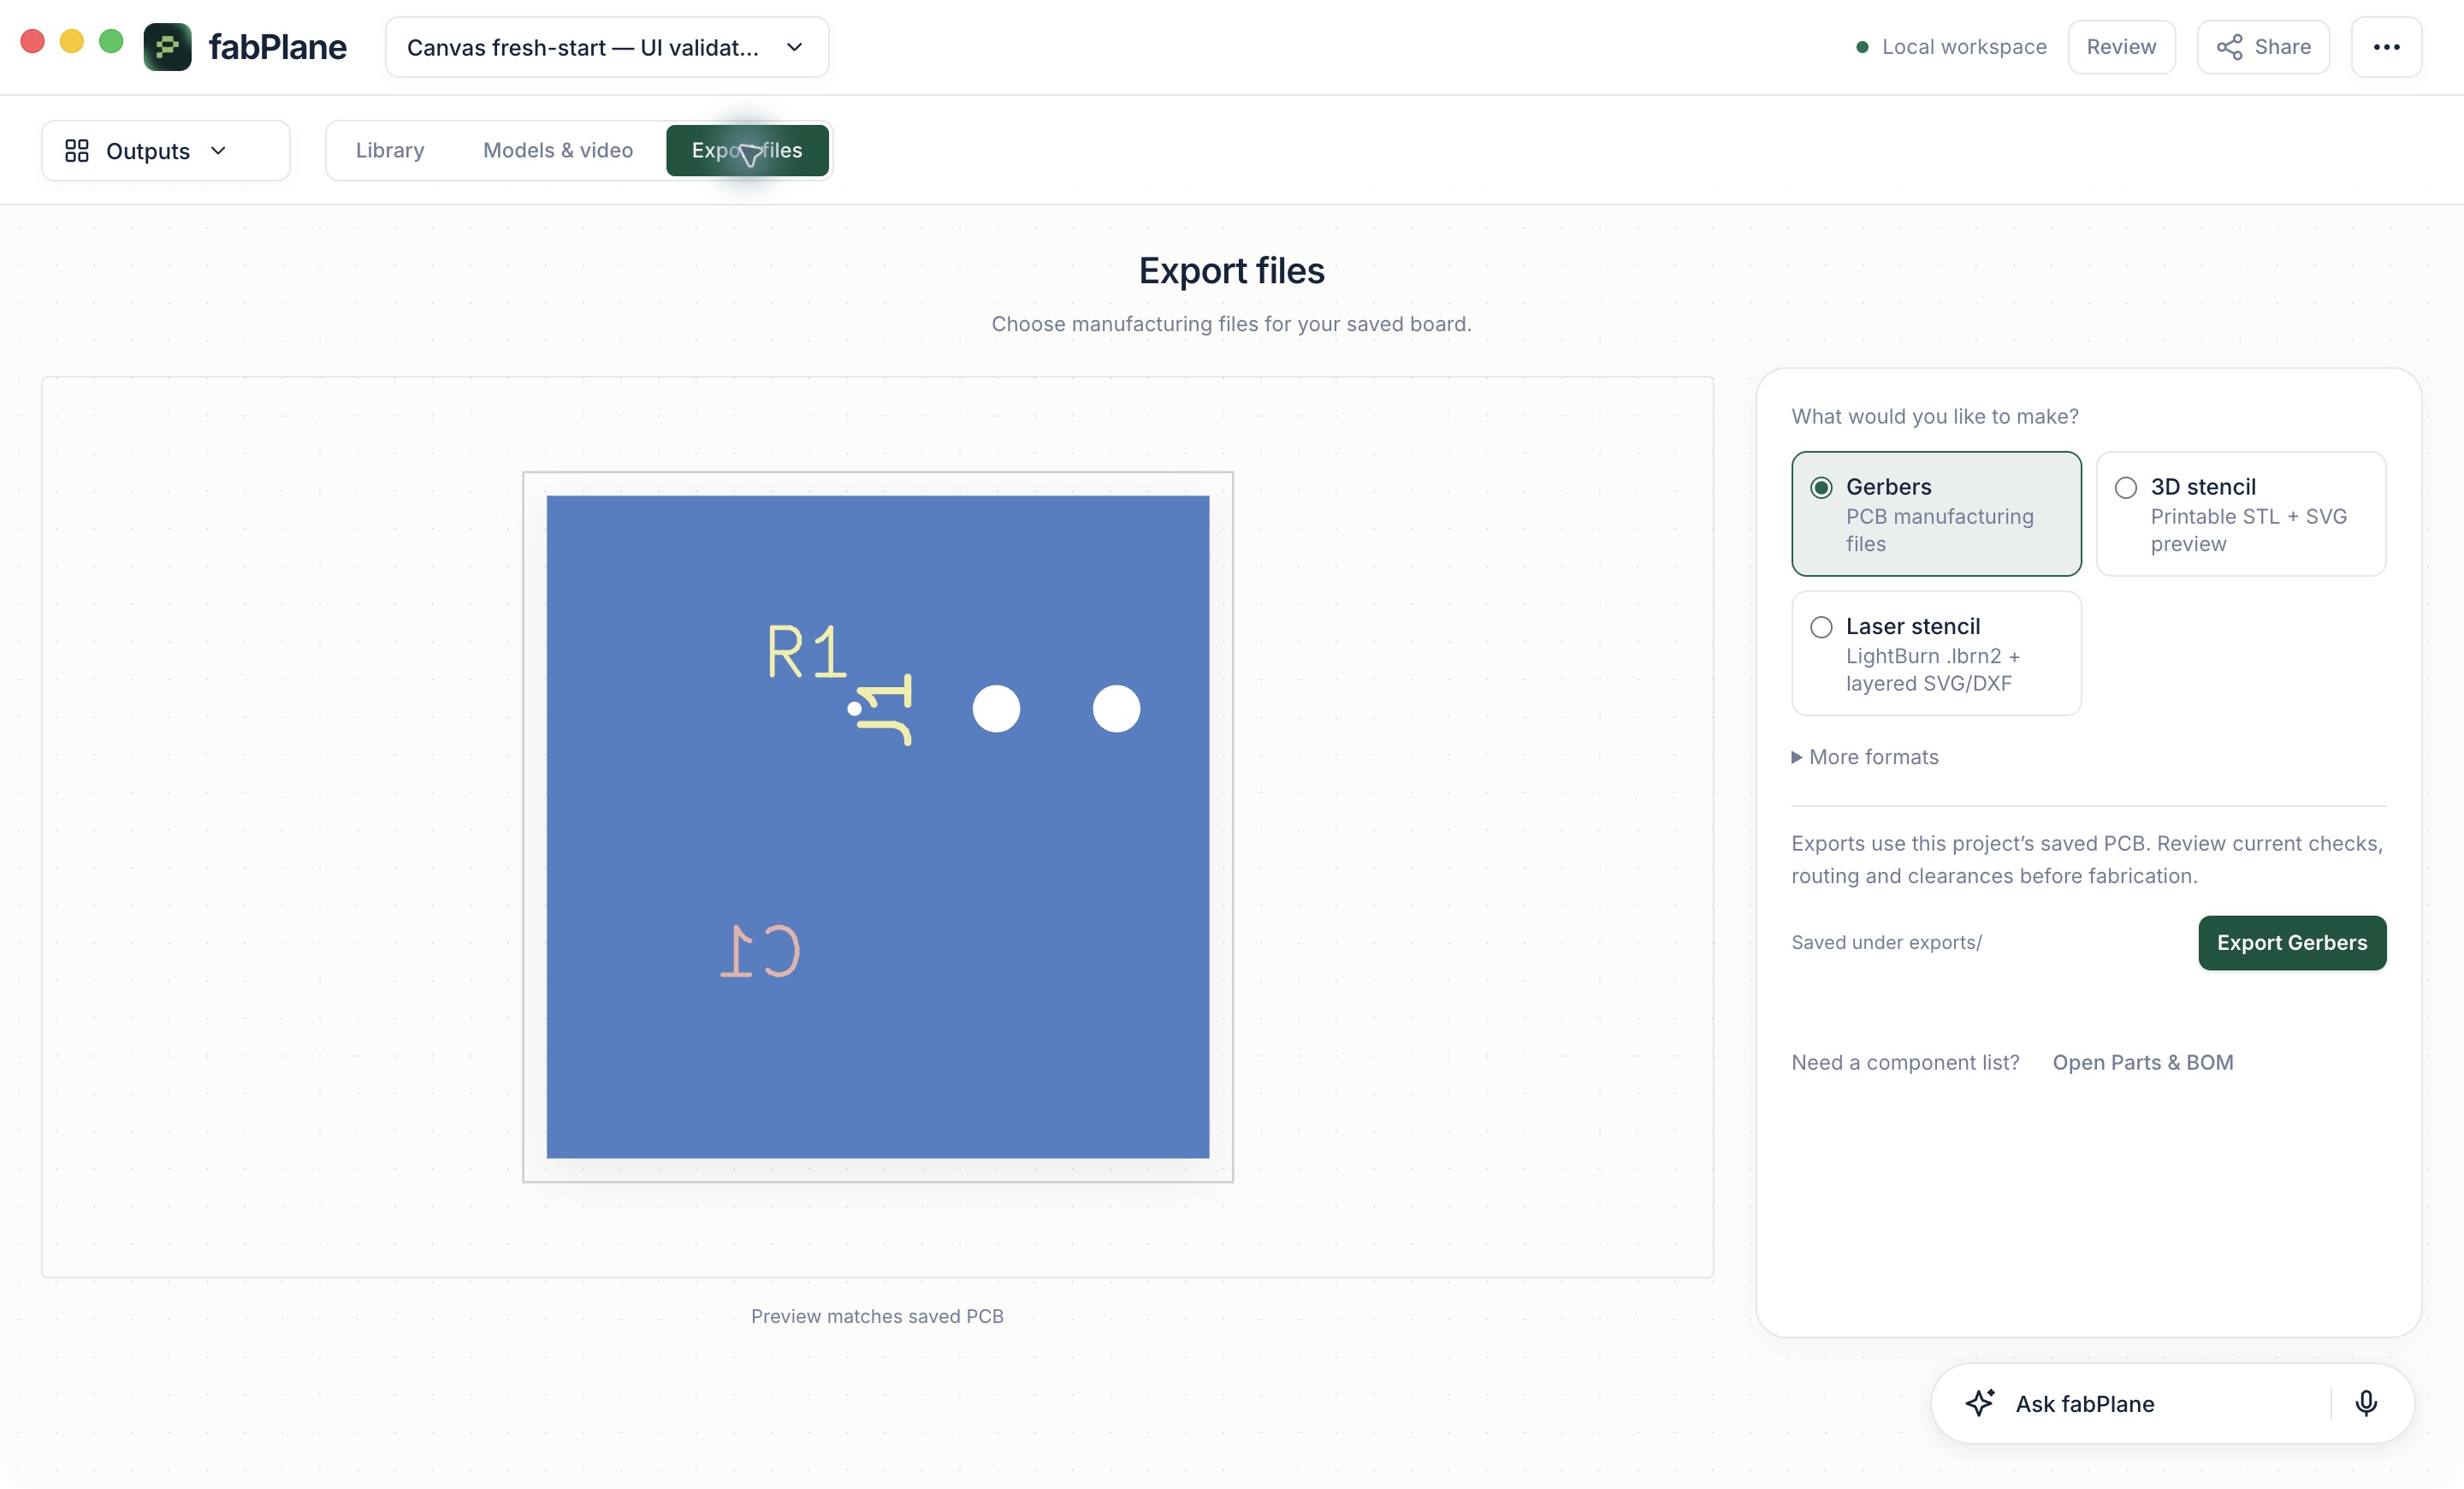 fabPlane
Canvas fresh-start — UI validat...
Local workspace
Review
Share
Outputs
Library
Models & video
Export files
Export files
Choose manufacturing files for your saved board.
R1
J1
C1
Preview matches saved PCB
What would you like to make?
Gerbers
PCB manufacturing
files
3D stencil
Printable STL + SVG
preview
Laser stencil
LightBurn .lbrn2 +
layered SVG/DXF
More formats
Exports use this project’s saved PCB. Review current checks,
routing and clearances before fabrication.
Saved under exports/
Export Gerbers
Need a component list?
Open Parts & BOM
Ask fabPlane